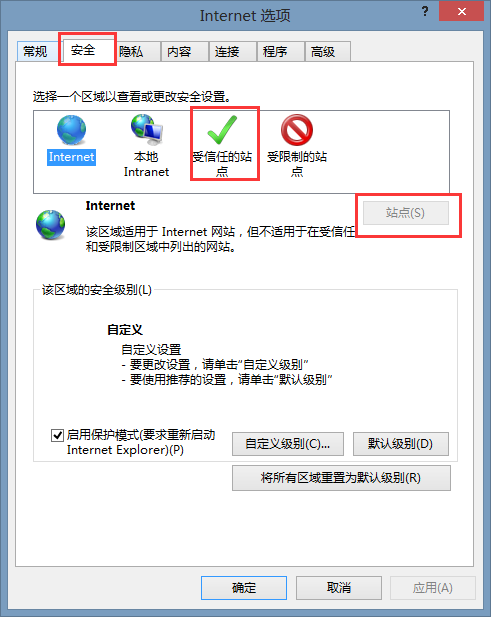 Internet 选项
?
常规 安全 隐私 内容 连接 程序 高级
选择一个区域以查看或更改安全设置。
Internet
本地
Intranet
受信任的站
点
受限制的站
点
Internet
站点(S)
该区域适用于 Internet 网站，但不适用于在受信任
和受限制区域中列出的网站。
该区域的安全级别(L)
自定义
自定义设置
- 要更改设置，请单击“自定义级别”
- 要使用推荐的设置，请单击“默认级别”
启用保护模式(要求重新启动
Internet Explorer)(P)
自定义级别(C)... 默认级别(D)
将所有区域重置为默认级别(R)
确定 取消 应用(A)